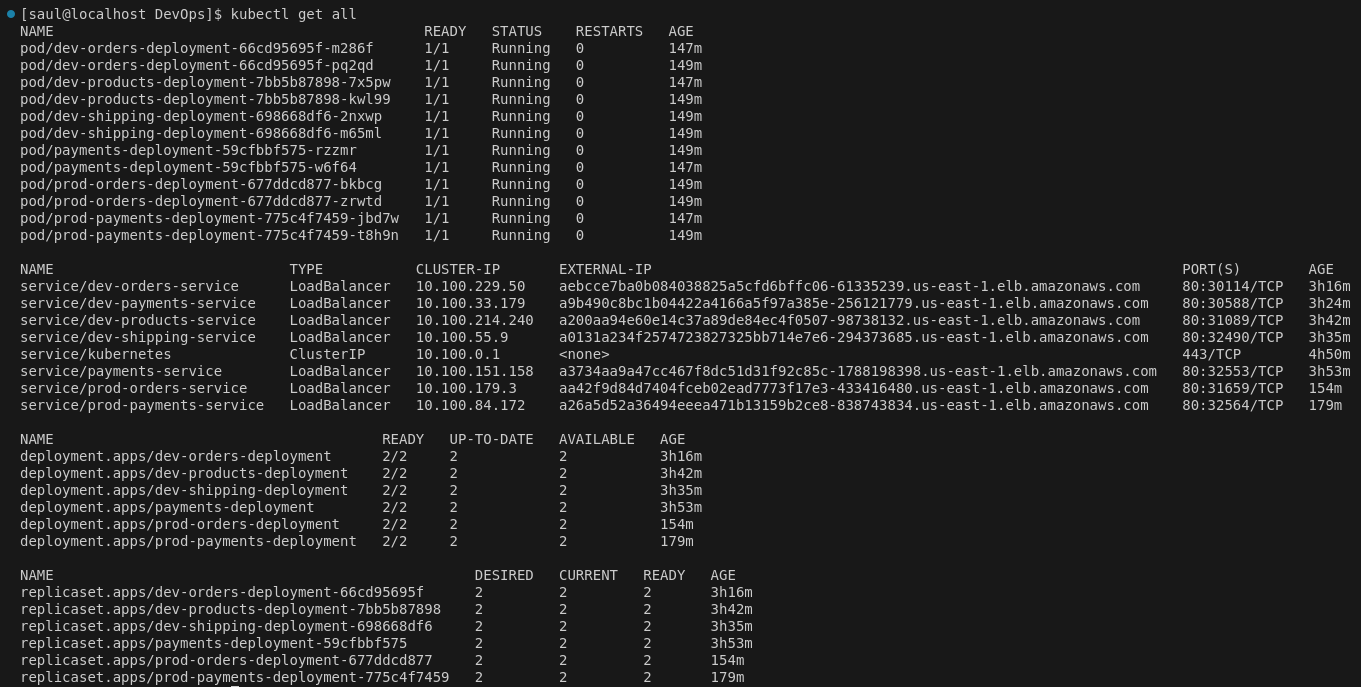 [saul@localhost DevOps]$ kubectl get all
NAME READY STATUS RESTARTS AGE
pod/dev-orders-deployment-66cd95695f-m286f 1/1 Running 0 147m
pod/dev-orders-deployment-66cd95695f-pq2qd 1/1 Running 0 149m
pod/dev-products-deployment-7bb5b87898-7x5pw 1/1 Running 0 147m
pod/dev-products-deployment-7bb5b87898-kwl99 1/1 Running 0 149m
pod/dev-shipping-deployment-698668df6-2nxwp 1/1 Running 0 149m
pod/dev-shipping-deployment-698668df6-m65ml 1/1 Running 0 149m
pod/payments-deployment-59cfbbf575-rzzmr 1/1 Running 0 149m
pod/payments-deployment-59cfbbf575-w6f64 1/1 Running 0 147m
pod/prod-orders-deployment-677ddcd877-bkbcg 1/1 Running 0 149m
pod/prod-orders-deployment-677ddcd877-zrwtd 1/1 Running 0 149m
pod/prod-payments-deployment-775c4f7459-jbd7w 1/1 Running 0 147m
pod/prod-payments-deployment-775c4f7459-t8h9n 1/1 Running 0 149m
NAME TYPE CLUSTER-IP EXTERNAL-IP PORT(S) AGE
service/dev-orders-service LoadBalancer 10.100.229.50 aebcce7ba0b084038825a5cfd6bffc06-61335239.us-east-1.elb.amazonaws.com 80:30114/TCP 3h16m
service/dev-payments-service LoadBalancer 10.100.33.179 a9b490c8bc1b04422a4166a5f97a385e-256121779.us-east-1.elb.amazonaws.com 80:30588/TCP 3h24m
service/dev-products-service LoadBalancer 10.100.214.240 a200aa94e60e14c37a89de84ec4f0507-98738132.us-east-1.elb.amazonaws.com 80:31089/TCP 3h42m
service/dev-shipping-service LoadBalancer 10.100.55.9 a0131a234f2574723827325bb714e7e6-294373685.us-east-1.elb.amazonaws.com 80:32490/TCP 3h35m
service/kubernetes ClusterIP 10.100.0.1 <none> 443/TCP 4h50m
service/payments-service LoadBalancer 10.100.151.158 a3734aa9a47cc467f8dc51d31f92c85c-1788198398.us-east-1.elb.amazonaws.com 80:32553/TCP 3h53m
service/prod-orders-service LoadBalancer 10.100.179.3 aa42f9d84d7404fceb02ead7773f17e3-433416480.us-east-1.elb.amazonaws.com 80:31659/TCP 154m
service/prod-payments-service LoadBalancer 10.100.84.172 a26a5d52a36494eeea471b13159b2ce8-838743834.us-east-1.elb.amazonaws.com 80:32564/TCP 179m
NAME READY UP-TO-DATE AVAILABLE AGE
deployment.apps/dev-orders-deployment 2/2 2 2 3h16m
deployment.apps/dev-products-deployment 2/2 2 2 3h42m
deployment.apps/dev-shipping-deployment 2/2 2 2 3h35m
deployment.apps/payments-deployment 2/2 2 2 3h53m
deployment.apps/prod-orders-deployment 2/2 2 2 154m
deployment.apps/prod-payments-deployment 2/2 2 2 179m
NAME DESIRED CURRENT READY AGE
replicaset.apps/dev-orders-deployment-66cd95695f 2 2 2 3h16m
replicaset.apps/dev-products-deployment-7bb5b87898 2 2 2 3h42m
replicaset.apps/dev-shipping-deployment-698668df6 2 2 2 3h35m
replicaset.apps/payments-deployment-59cfbbf575 2 2 2 3h53m
replicaset.apps/prod-orders-deployment-677ddcd877 2 2 2 154m
replicaset.apps/prod-payments-deployment-775c4f7459 2 2 2 179m